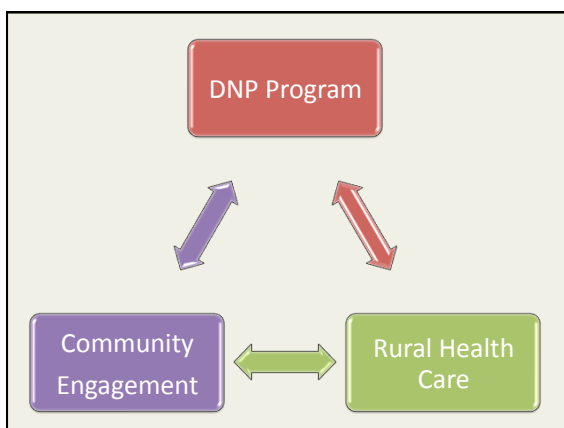 DNP Program
Community
Engagement
Rural Health
Care